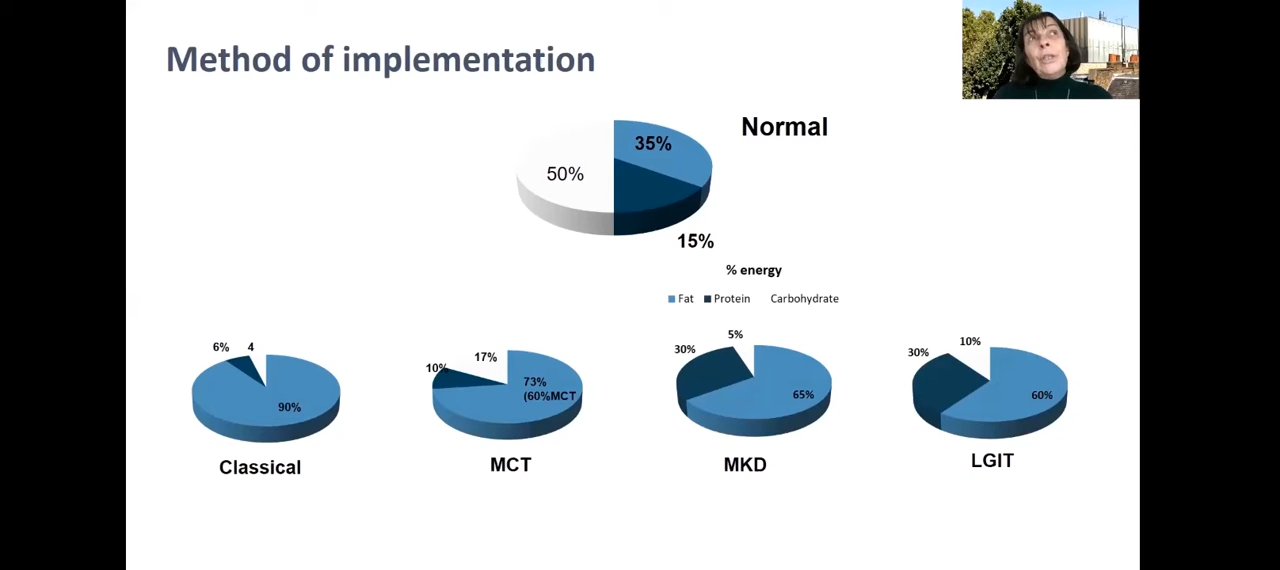 Method of implementation
Normal
35%
50%
15%
% energy
Fat Protein Carbohydrate
6% 4
90%
Classical
10% 17%
73%
(60%MCT
MCT
30% 5%
65%
MKD
30% 10%
60%
LGIT